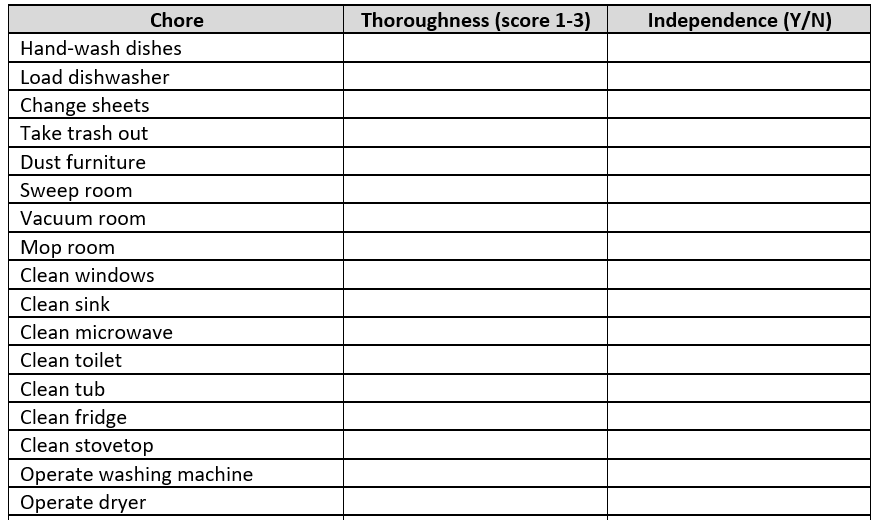 Chore Thoroughness (score 1-3) Independence (Y/N)
Hand-wash dishes
Load dishwasher
Change sheets
Take trash out
Dust furniture
Sweep room
Vacuum room
Mop room
Clean windows
Clean sink
Clean microwave
Clean toilet
Clean tub
Clean fridge
Clean stovetop
Operate washing machine
Operate dryer